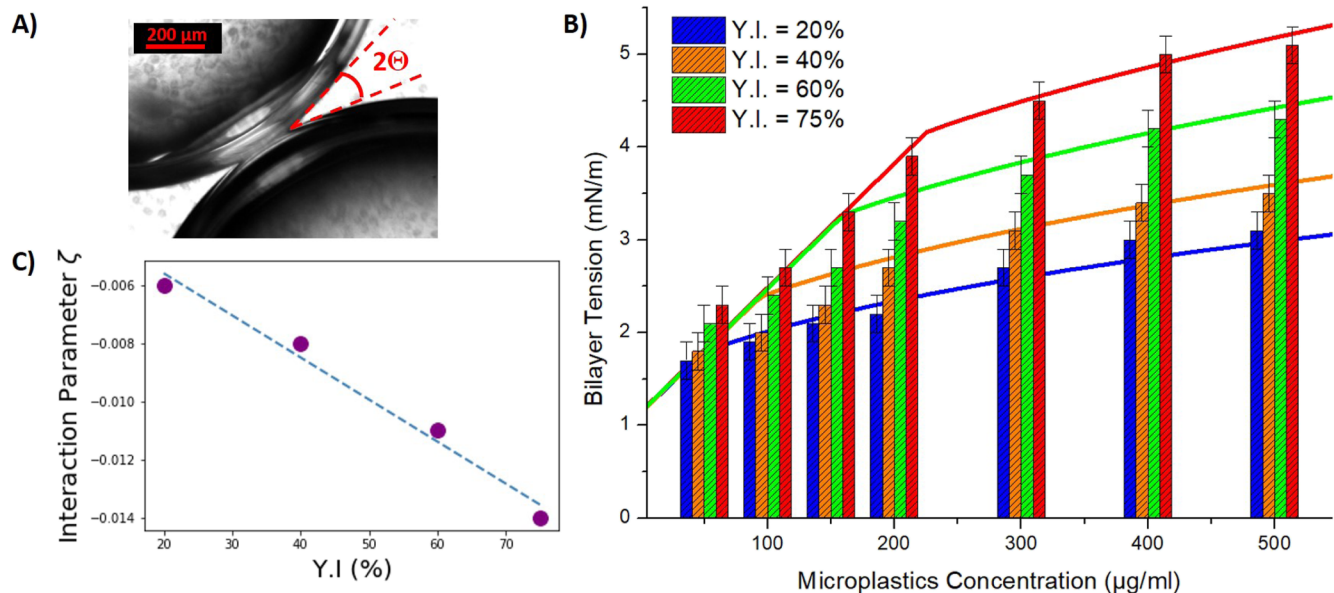 A)
200 μm
2Θ
B)
Y.I. = 20%
Y.I. = 40%
Y.I. = 60%
Y.I. = 75%
Bilayer Tension (mN/m)
5
4
3
2
1
0
100
200
300
400
500
Microplastics Concentration (μg/ml)
C)
Interaction Parameter ζ
−0.006
−0.008
−0.010
−0.012
−0.014
20
30
40
50
60
70
Y.I (%)